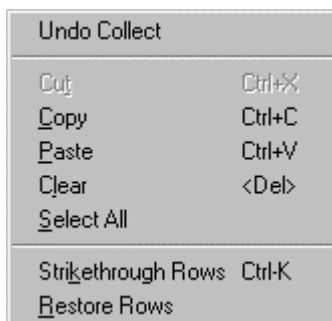 Undo Collect
Cut Ctrl+X
Copy Ctrl+C
Paste Ctrl+V
Clear <Del>
Select All
Strikethrough Rows Ctrl-K
Restore Rows